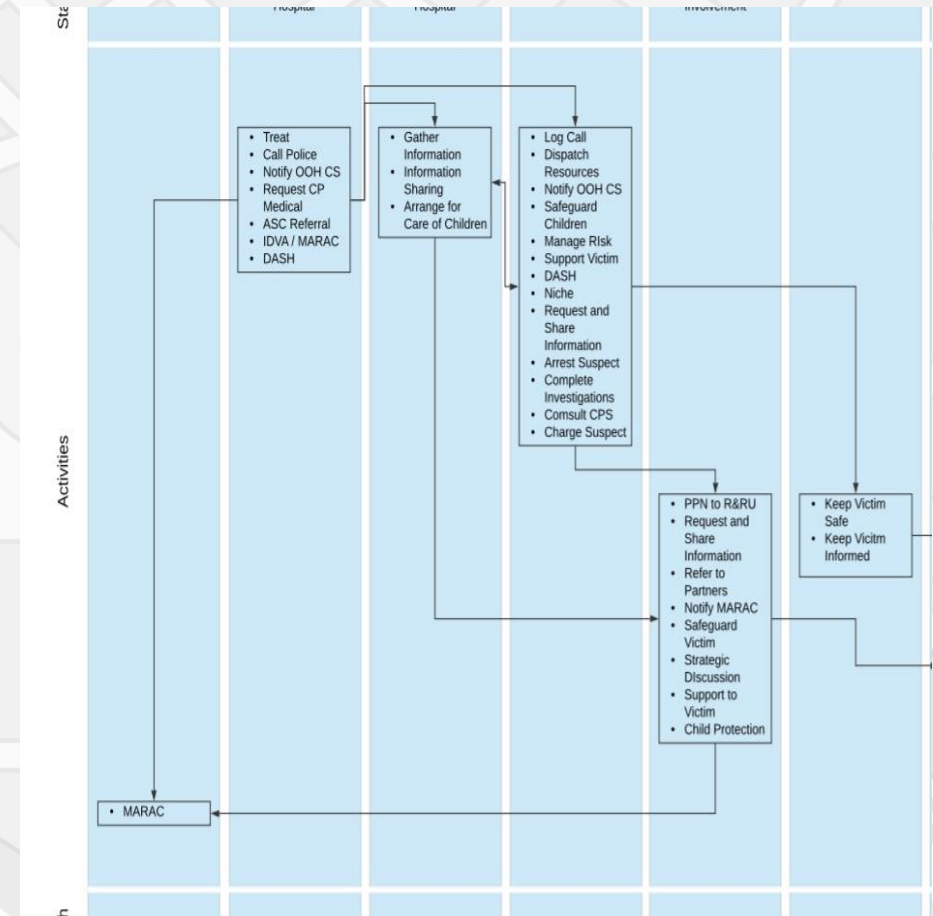 Hospital
Hospital
Involvement
Activities
• Treat
• Call Police
• Notify OOH CS
• Request CP
Medical
• ASC Referral
• IDVA / MARAC
• DASH
• Gather
Information
• Information
Sharing
• Arrange for
Care of Children
• Log Call
• Dispatch
Resources
• Notify OOH CS
• Safeguard
Children
• Manage RIsk
• Support Victim
• DASH
• Niche
• Request and
Share
Information
• Arrest Suspect
• Complete
Investigations
• Comsult CPS
• Charge Suspect
• PPN to R&RU
• Request and
Share
Information
• Refer to
Partners
• Notify MARAC
• Safeguard
Victim
• Strategic
DIscussion
• Support to
Victim
• Child Protection
• Keep Victim
Safe
• Keep Vicitm
Informed
• MARAC